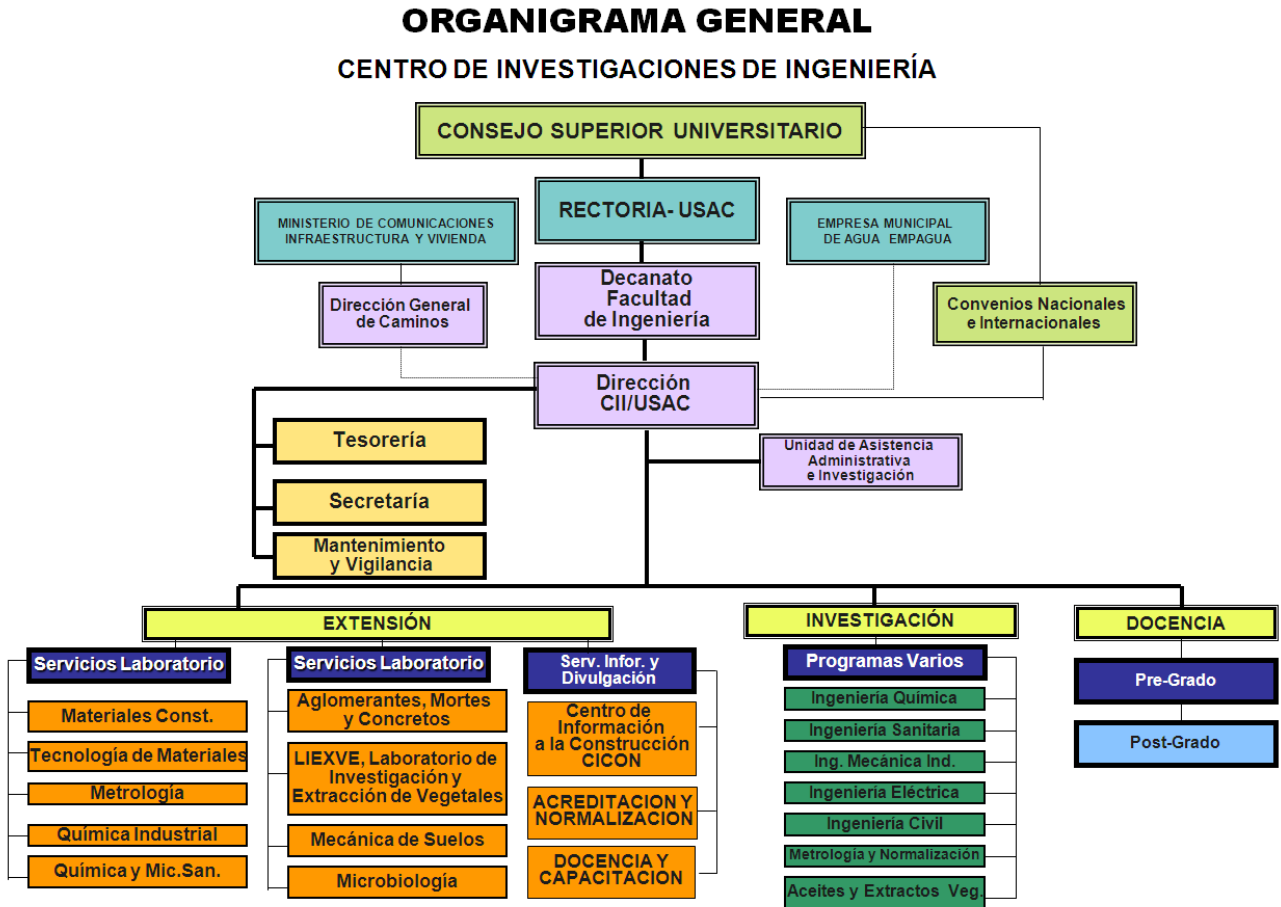 ORGANIGRAMA GENERAL
CENTRO DE INVESTIGACIONES DE INGENIERÍA
CONSEJO SUPERIOR UNIVERSITARIO
RECTORIA- USAC
MINISTERIO DE COMUNICACIONES
INFRAESTRUCTURA Y VIVIENDA
EMPRESA MUNICIPAL
DE AGUA EMPAGUA
Dirección General
de Caminos
Decanato
Facultad
de Ingeniería
Convenios Nacionales
e Internacionales
Dirección
CII/USAC
Tesorería
Secretaría
Mantenimiento
y Vigilancia
Unidad de Asistencia
Administrativa
e Investigación
EXTENSIÓN
Servicios Laboratorio
Materiales Const.
Tecnología de Materiales
Metrología
Química Industrial
Química y Mic.San.
Servicios Laboratorio
Aglomerantes, Mortes
y Concretos
LIEXVE, Laboratorio de
Investigación y
Extracción de Vegetales
Mecánica de Suelos
Microbiología
Serv. Infor. y
Divulgación
Centro de
Información
a la Construcción
CICON
ACREDITACION Y
NORMALIZACION
DOCENCIA Y
CAPACITACIÓN
INVESTIGACIÓN
Programas Varios
Ingeniería Química
Ingeniería Sanitaria
Ing. Mecánica Ind.
Ingeniería Eléctrica
Ingeniería Civil
Metrología y Normalización
Aceites y Extractos Veg.
DOCENCIA
Pre-Grado
Post-Grado